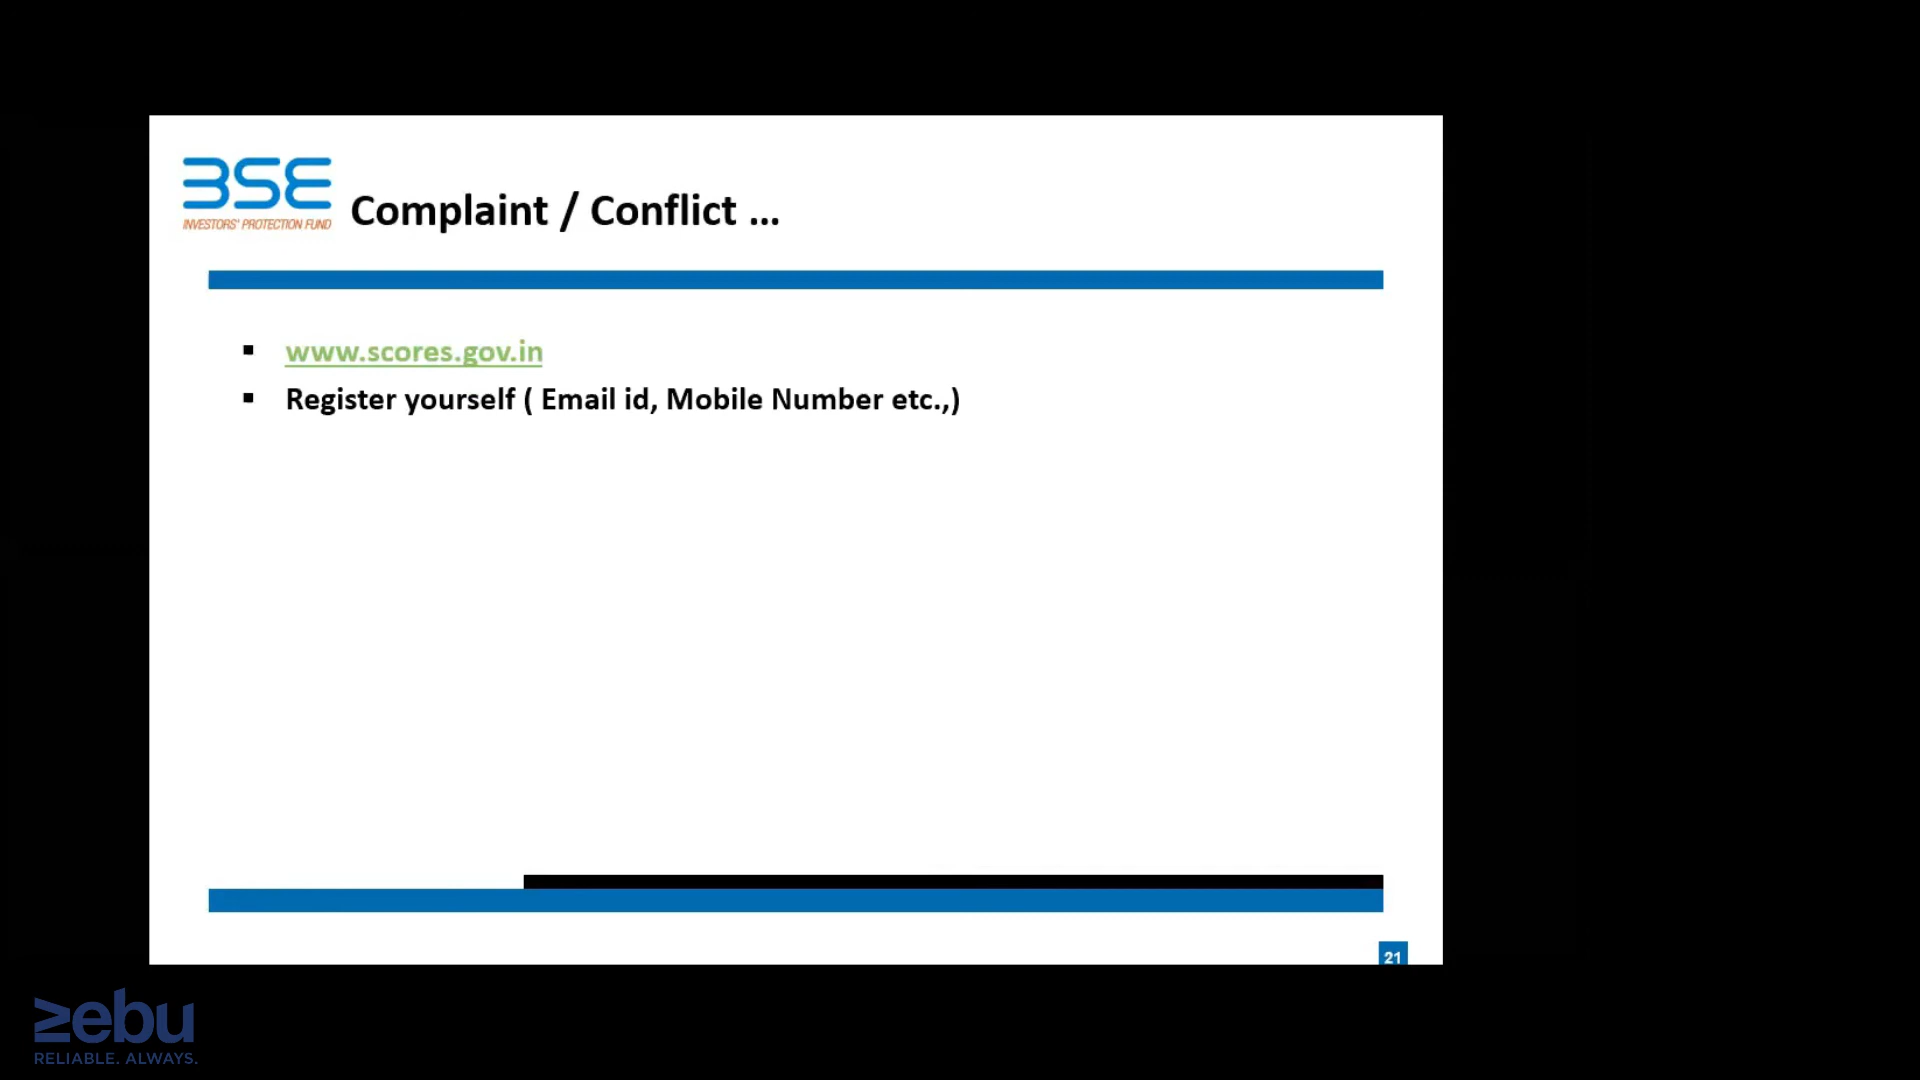 BSE
INVESTORS' PROTECTION FUND
Complaint / Conflict ...
www.scores.gov.in
Register yourself ( Email id, Mobile Number etc.,)
21
zebu
RELIABLE. ALWAYS.